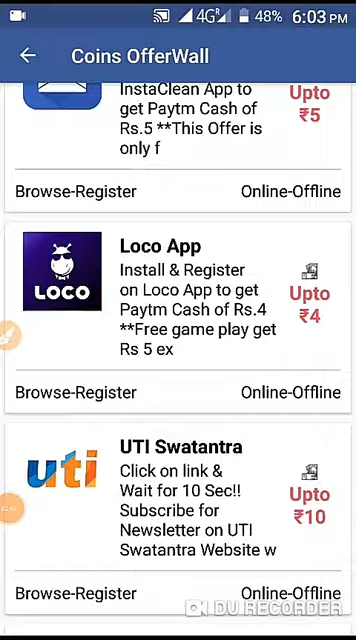 4G R 48% 6:03 PM
Coins OfferWall
InstaClean App to
get Paytm Cash of
Rs.5 **This Offer is
only f
Upto
₹5
Browse-Register Online-Offline
LOCO
Loco App
Install & Register
on Loco App to get
Paytm Cash of Rs.4
**Free game play get
Rs 5 ex
Upto
₹4
Browse-Register Online-Offline
uti
UTI Swatantra
Click on link &
Wait for 10 Sec!!
Subscribe for
Newsletter on UTI
Swatantra Website w
Upto
₹10
Browse-Register Online-Offline
DU RECORDER